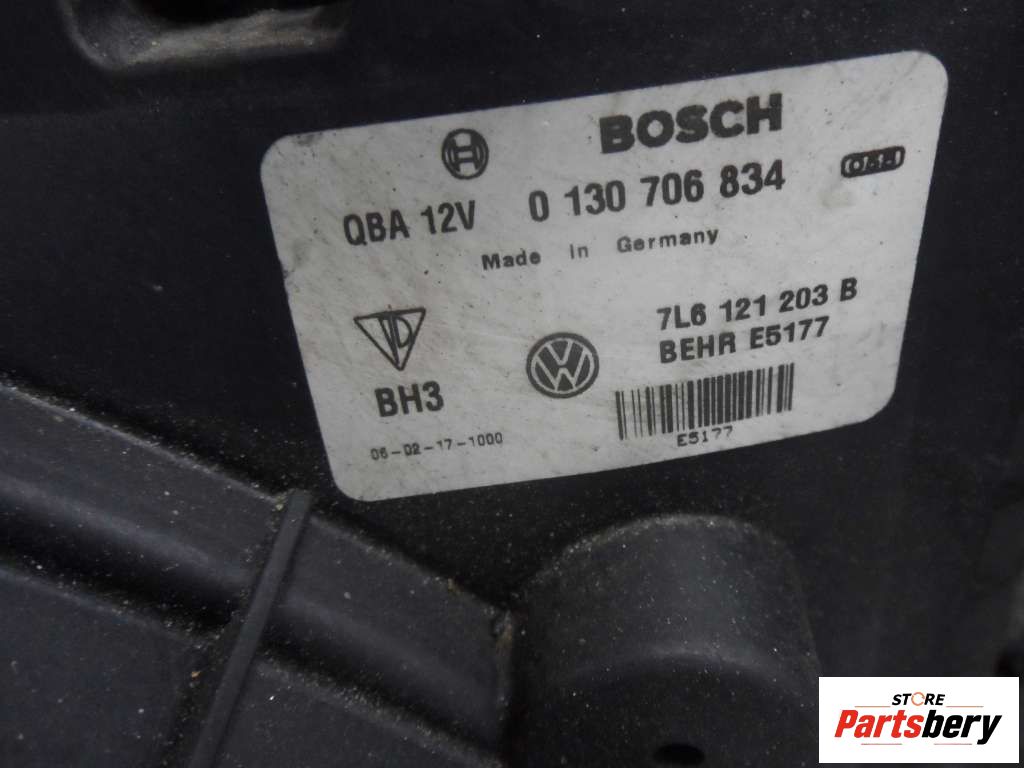 BOSCH
QBA 12V 0 130 706 834
Made in Germany
7L6 121 203 B
BEHR E5177
BH3
06-02-17-1000
E5177
STORE
Partsbery